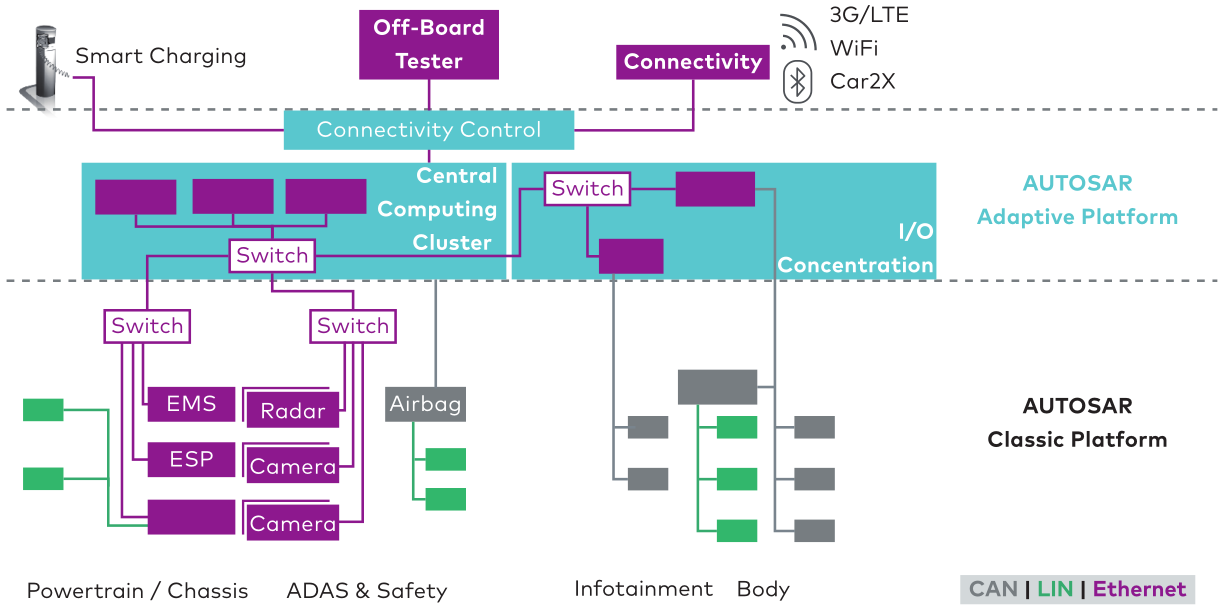 Smart Charging
Off-Board
Tester
Connectivity
3G/LTE
WiFi
Car2X
Connectivity Control
Central
Computing
Cluster
Switch
Switch
I/O
Concentration
AUTOSAR
Adaptive Platform
Switch
Switch
EMS
Radar
Airbag
ESP
Camera
Camera
AUTOSAR
Classic Platform
Powertrain / Chassis
ADAS & Safety
Infotainment
Body
CAN | LIN | Ethernet